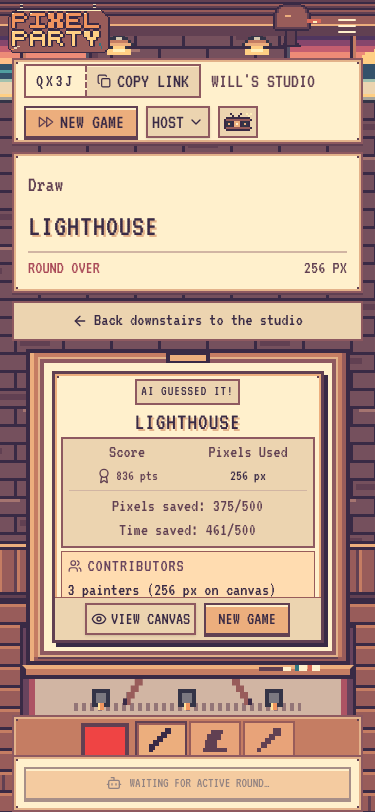 PIXEL
PARTY
QX3J COPY LINK WILL'S STUDIO
NEW GAME HOST
Draw
LIGHTHOUSE
ROUND OVER 256 PX
Back downstairs to the studio
AI GUESSED IT!
LIGHTHOUSE
Score Pixels Used
836 pts 256 px
Pixels saved: 375/500
Time saved: 461/500
CONTRIBUTORS
3 painters (256 px on canvas)
VIEW CANVAS NEW GAME
WAITING FOR ACTIVE ROUND…